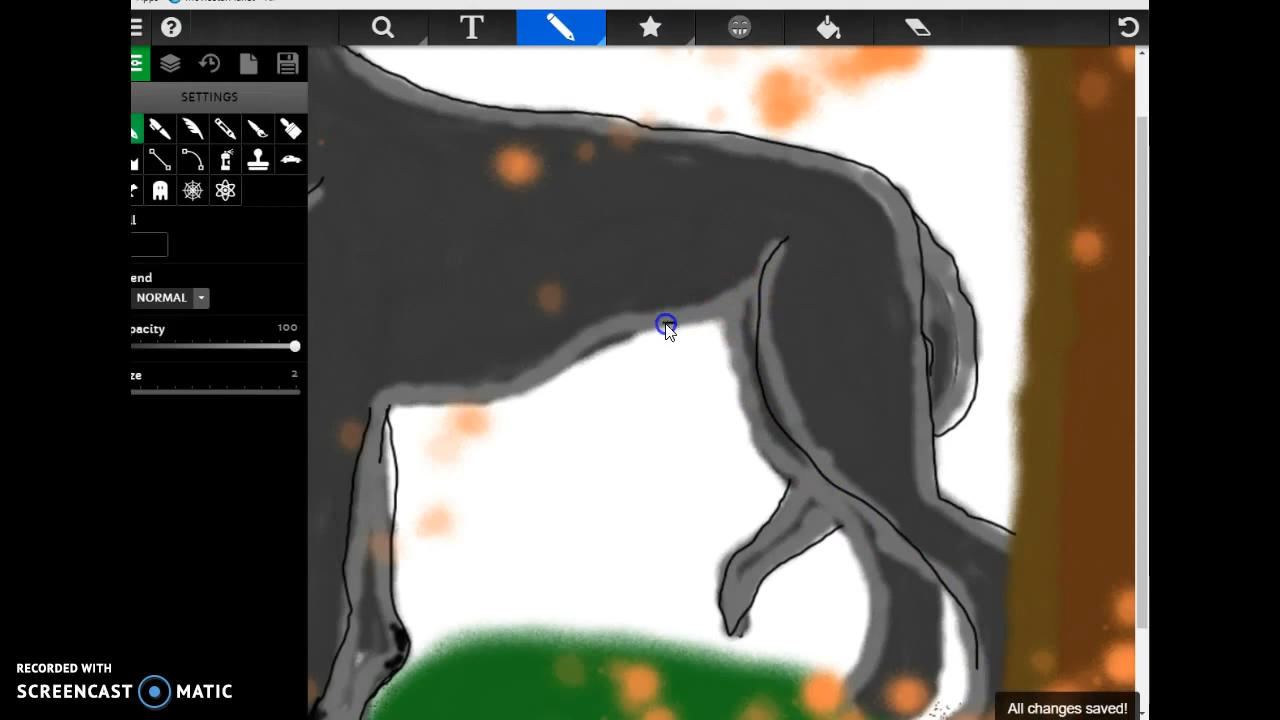 T
SETTINGS
end
NORMAL
pacity 100
ze 2
RECORDED WITH
SCREENCAST MATIC
All changes saved!